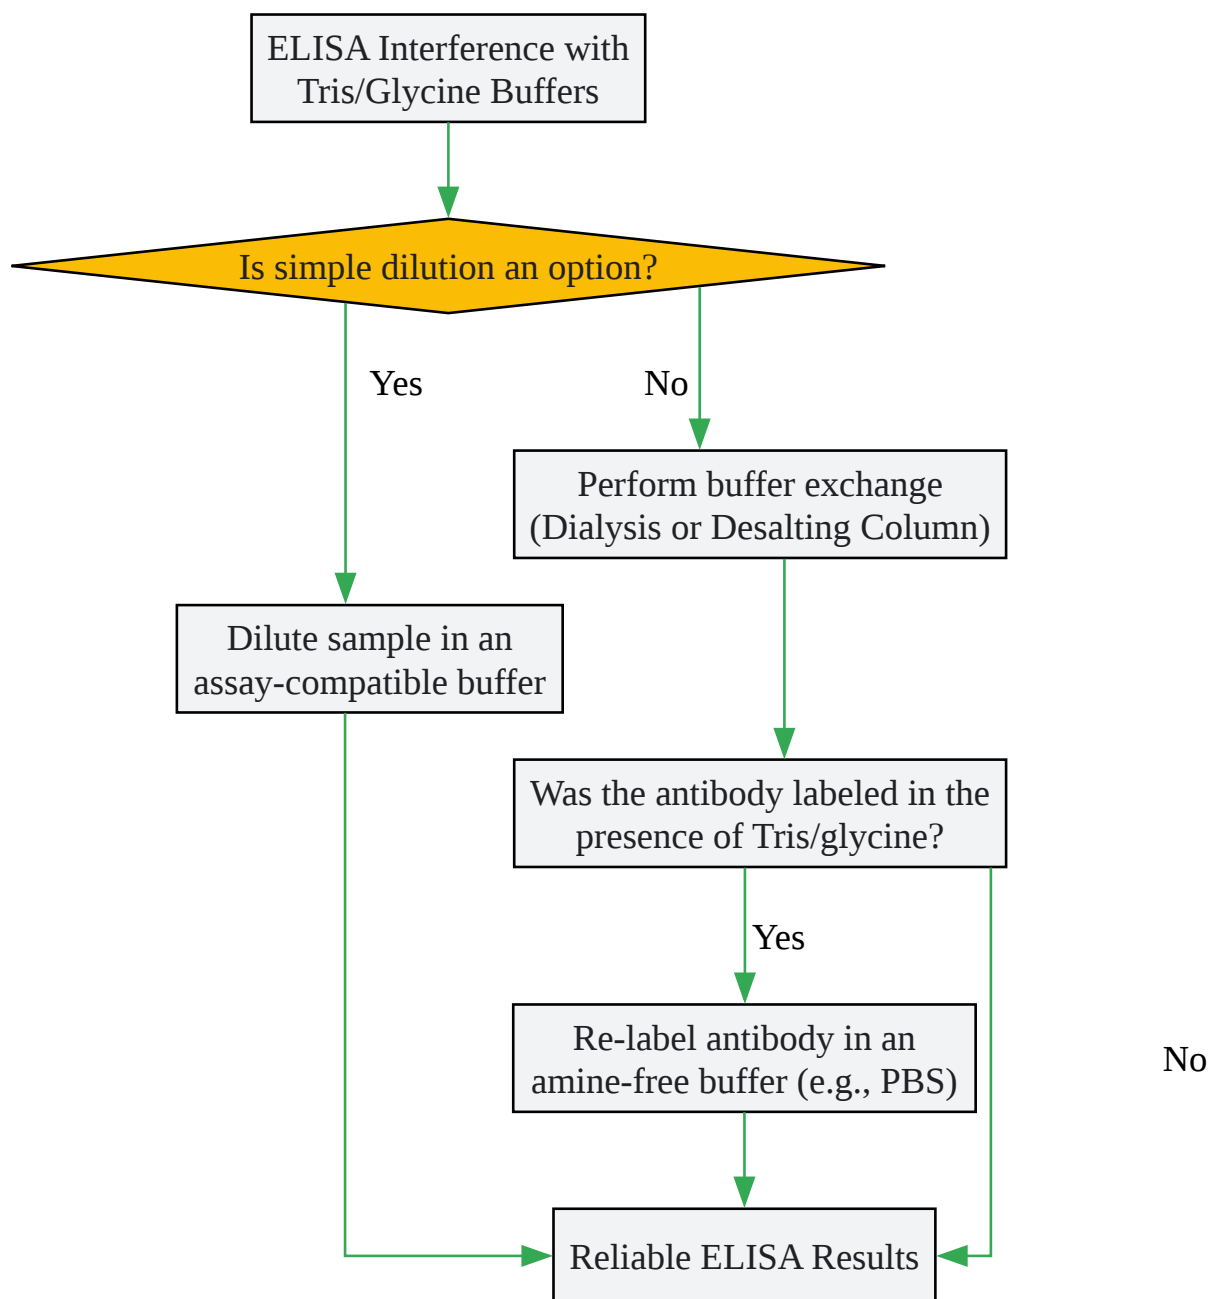 ELISA Interference with
Tris/Glycine Buffers
Is simple dilution an option?
Yes
No
Perform buffer exchange
(Dialysis or Desalting Column)
Dilute sample in an
assay-compatible buffer
Was the antibody labeled in the
presence of Tris/glycine?
Yes
Re-label antibody in an
amine-free buffer (e.g., PBS)
No
Reliable ELISA Results